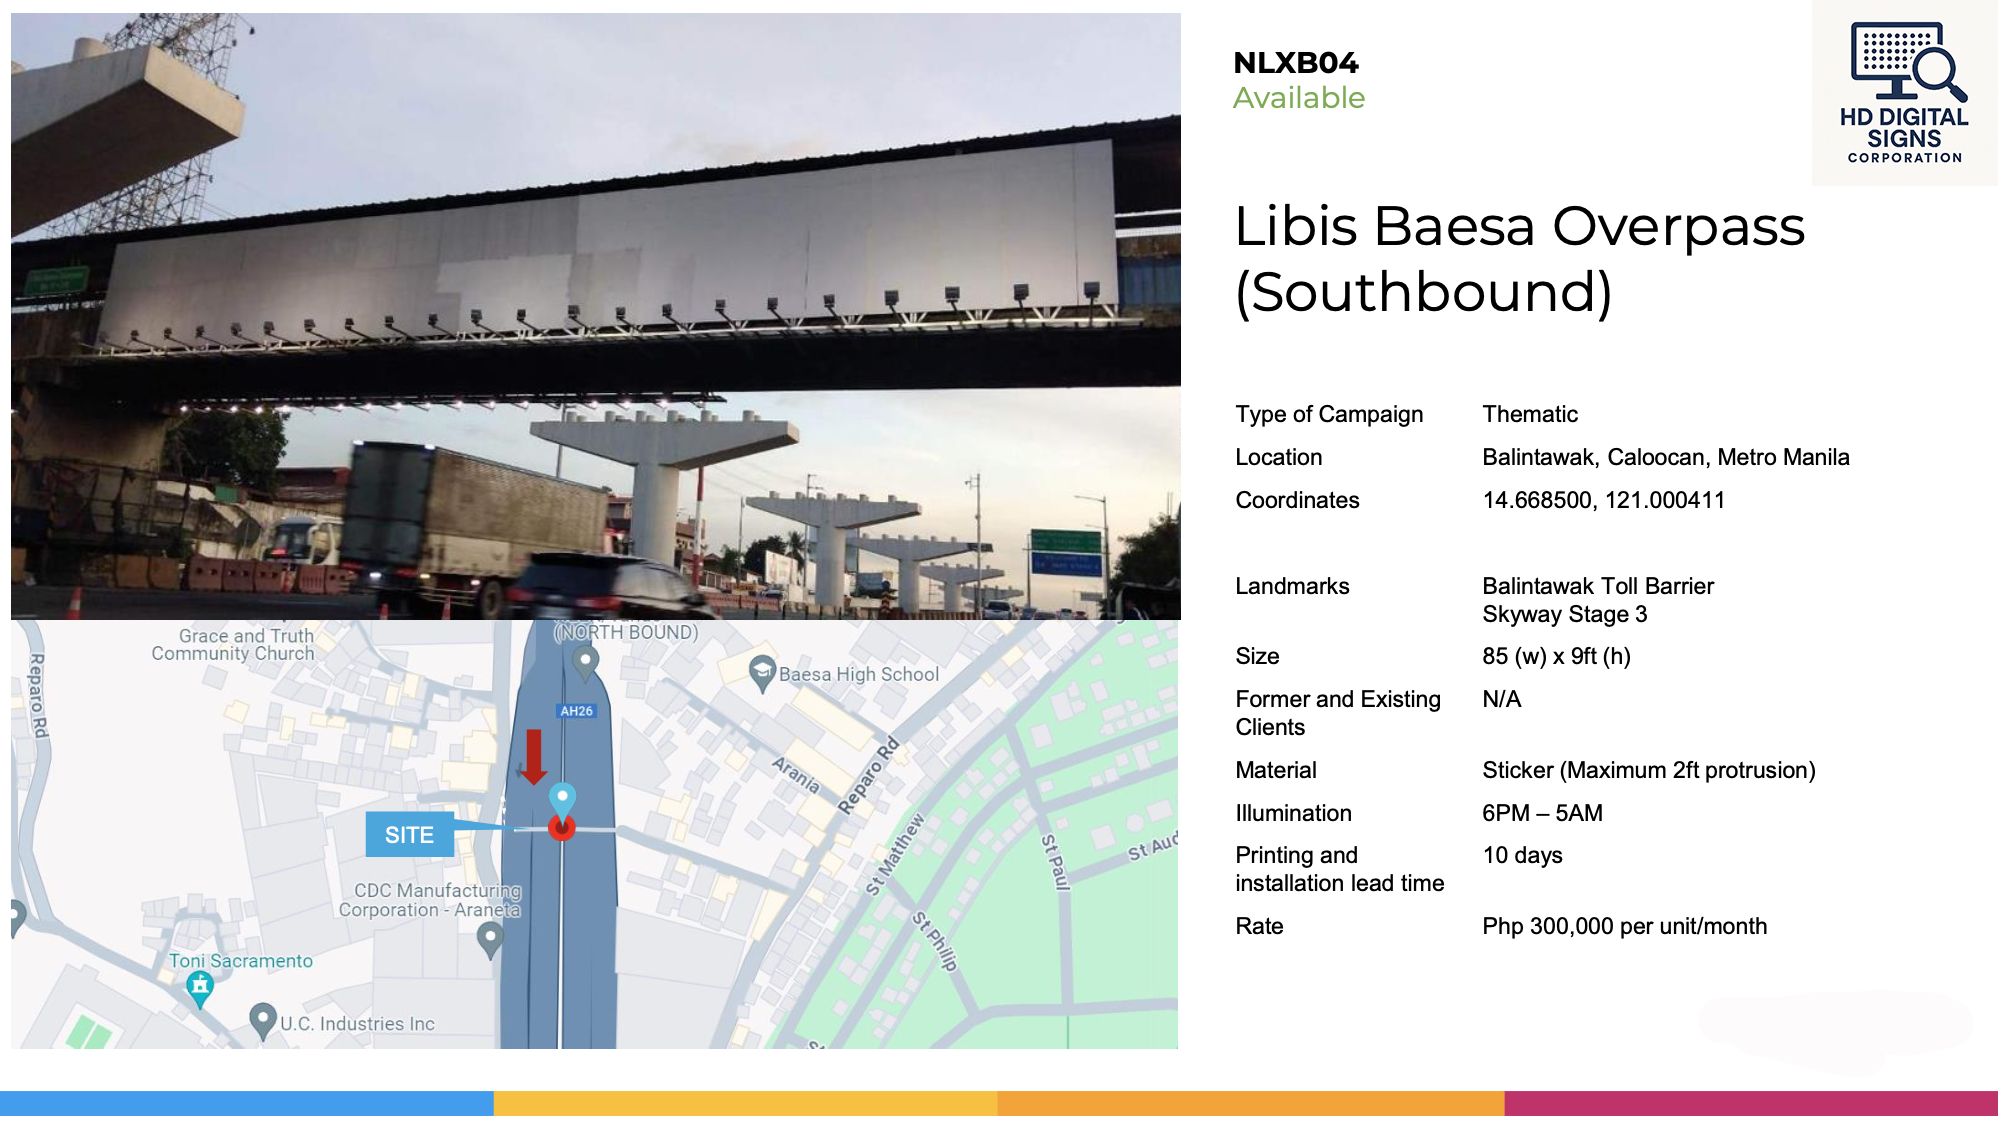 NLXB04
Available
HD DIGITAL
SIGNS
CORPORATION
Libis Baesa Overpass
(Southbound)
Type of Campaign Thematic
Location Balintawak, Caloocan, Metro Manila
Coordinates 14.668500, 121.000411
Landmarks Balintawak Toll Barrier
Skyway Stage 3
Size 85 (w) x 9ft (h)
Former and Existing N/A
Clients
Material Sticker (Maximum 2ft protrusion)
Illumination 6PM – 5AM
Printing and 10 days
installation lead time
Rate Php 300,000 per unit/month
Grace and Truth
Community Church
(NORTH BOUND)
Baesa High School
Reparo Rd
AH26
Arania
Reparo Rd
SITE
St Matthew
St Paul
St Aug
CDC Manufacturing
Corporation - Araneta
St Philip
Toni Sacramento
U.C. Industries Inc